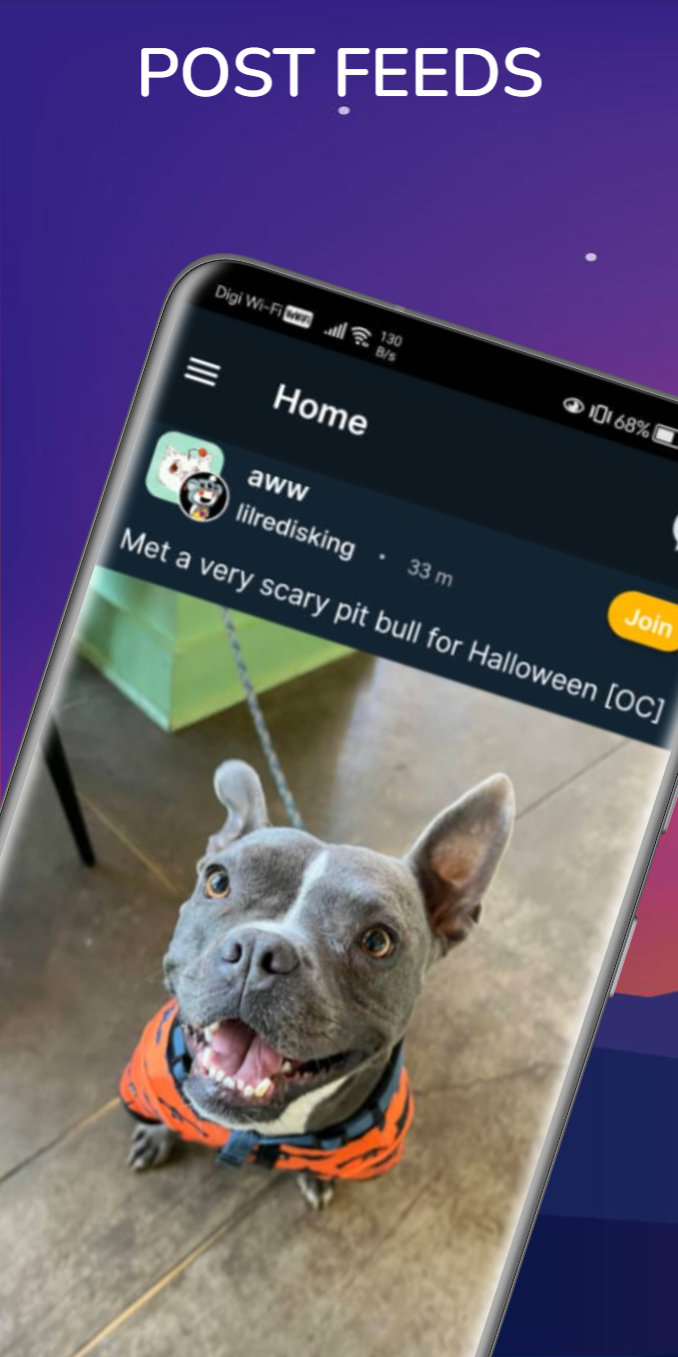 POST FEEDS
Digi Wi-Fi
130
B/s
68%
Home
aww
lilredisking • 33 m
Join
Met a very scary pit bull for Halloween [OC]